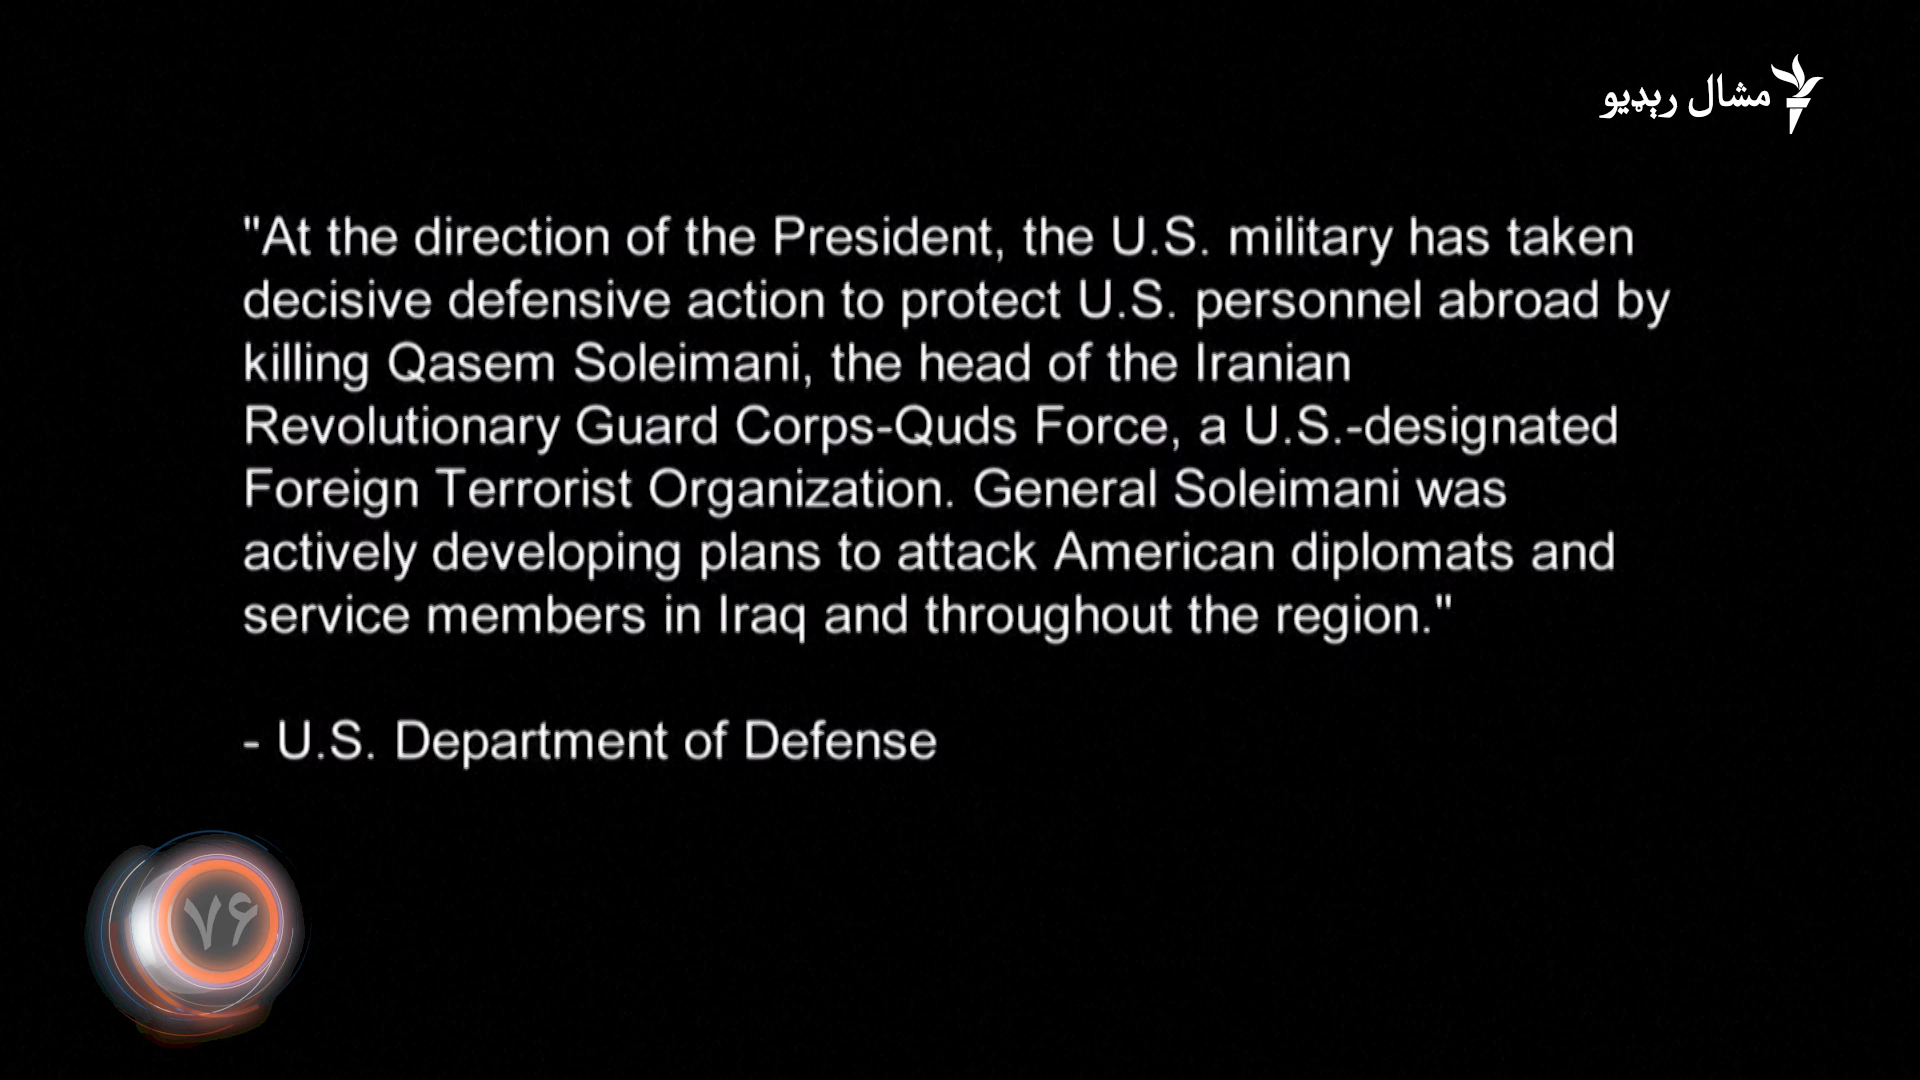 مشال رېډیو
"At the direction of the President, the U.S. military has taken
decisive defensive action to protect U.S. personnel abroad by
killing Qasem Soleimani, the head of the Iranian
Revolutionary Guard Corps-Quds Force, a U.S.-designated
Foreign Terrorist Organization. General Soleimani was
actively developing plans to attack American diplomats and
service members in Iraq and throughout the region."
- U.S. Department of Defense
۷۶